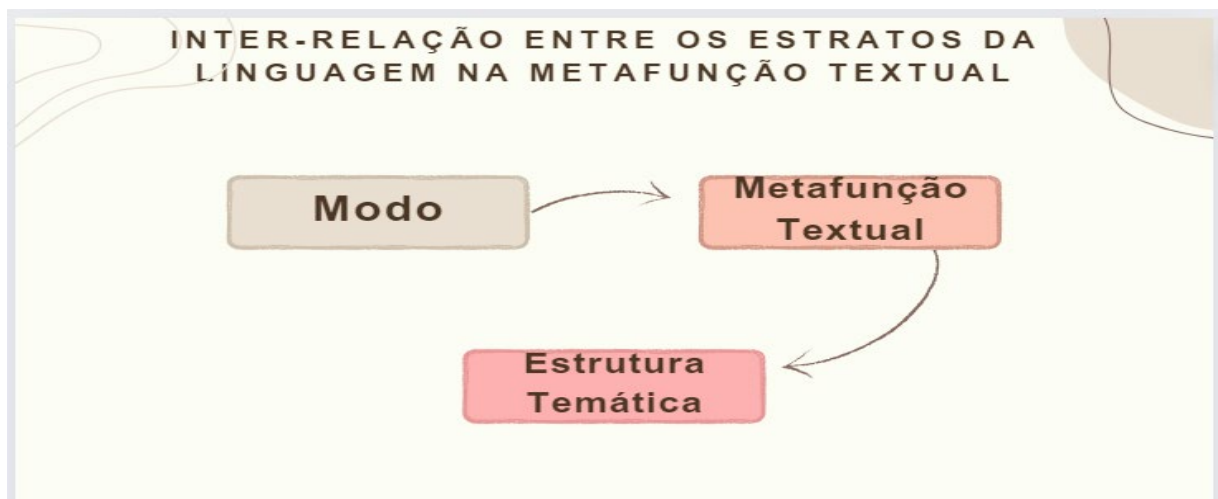 INTER-RELAÇÃO ENTRE OS ESTRATOS DA
LINGUAGEM NA METAFUNÇÃO TEXTUAL
Modo
Metafunção
Textual
Estrutura
Temática